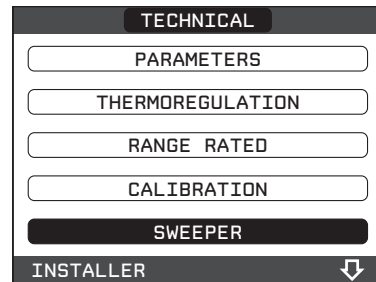 TECHNICAL
PARAMETERS
THERMOREGULATION
RANGE RATED
CALIBRATION
SWEEPER
INSTALLER